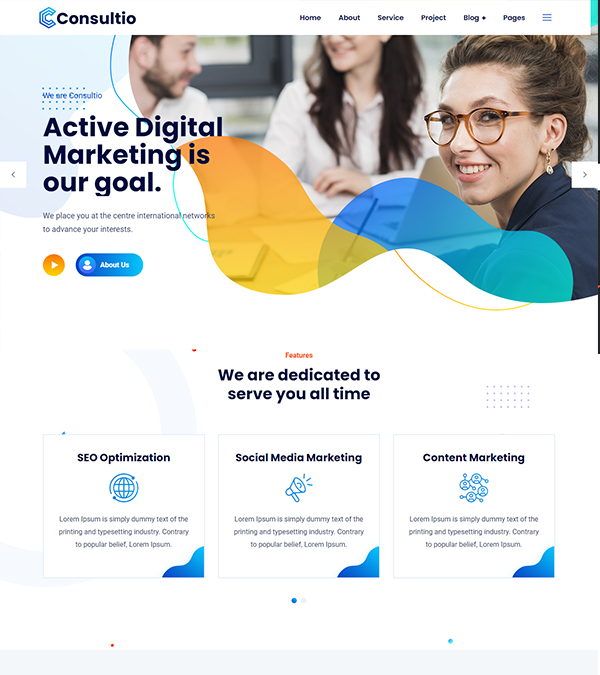 Consultio
Home About Service Project Blog + Pages
We are Consultio
Active Digital
Marketing is
our goal.
We place you at the centre international networks
to advance your interests.
About Us
Features
We are dedicated to
serve you all time
SEO Optimization
Lorem Ipsum is simply dummy text of the
printing and typesetting industry. Contrary
to popular belief, Lorem Ipsum.
Social Media Marketing
Lorem Ipsum is simply dummy text of the
printing and typesetting industry. Contrary
to popular belief, Lorem Ipsum.
Content Marketing
Lorem Ipsum is simply dummy text of the
printing and typesetting industry. Contrary
to popular belief, Lorem Ipsum.